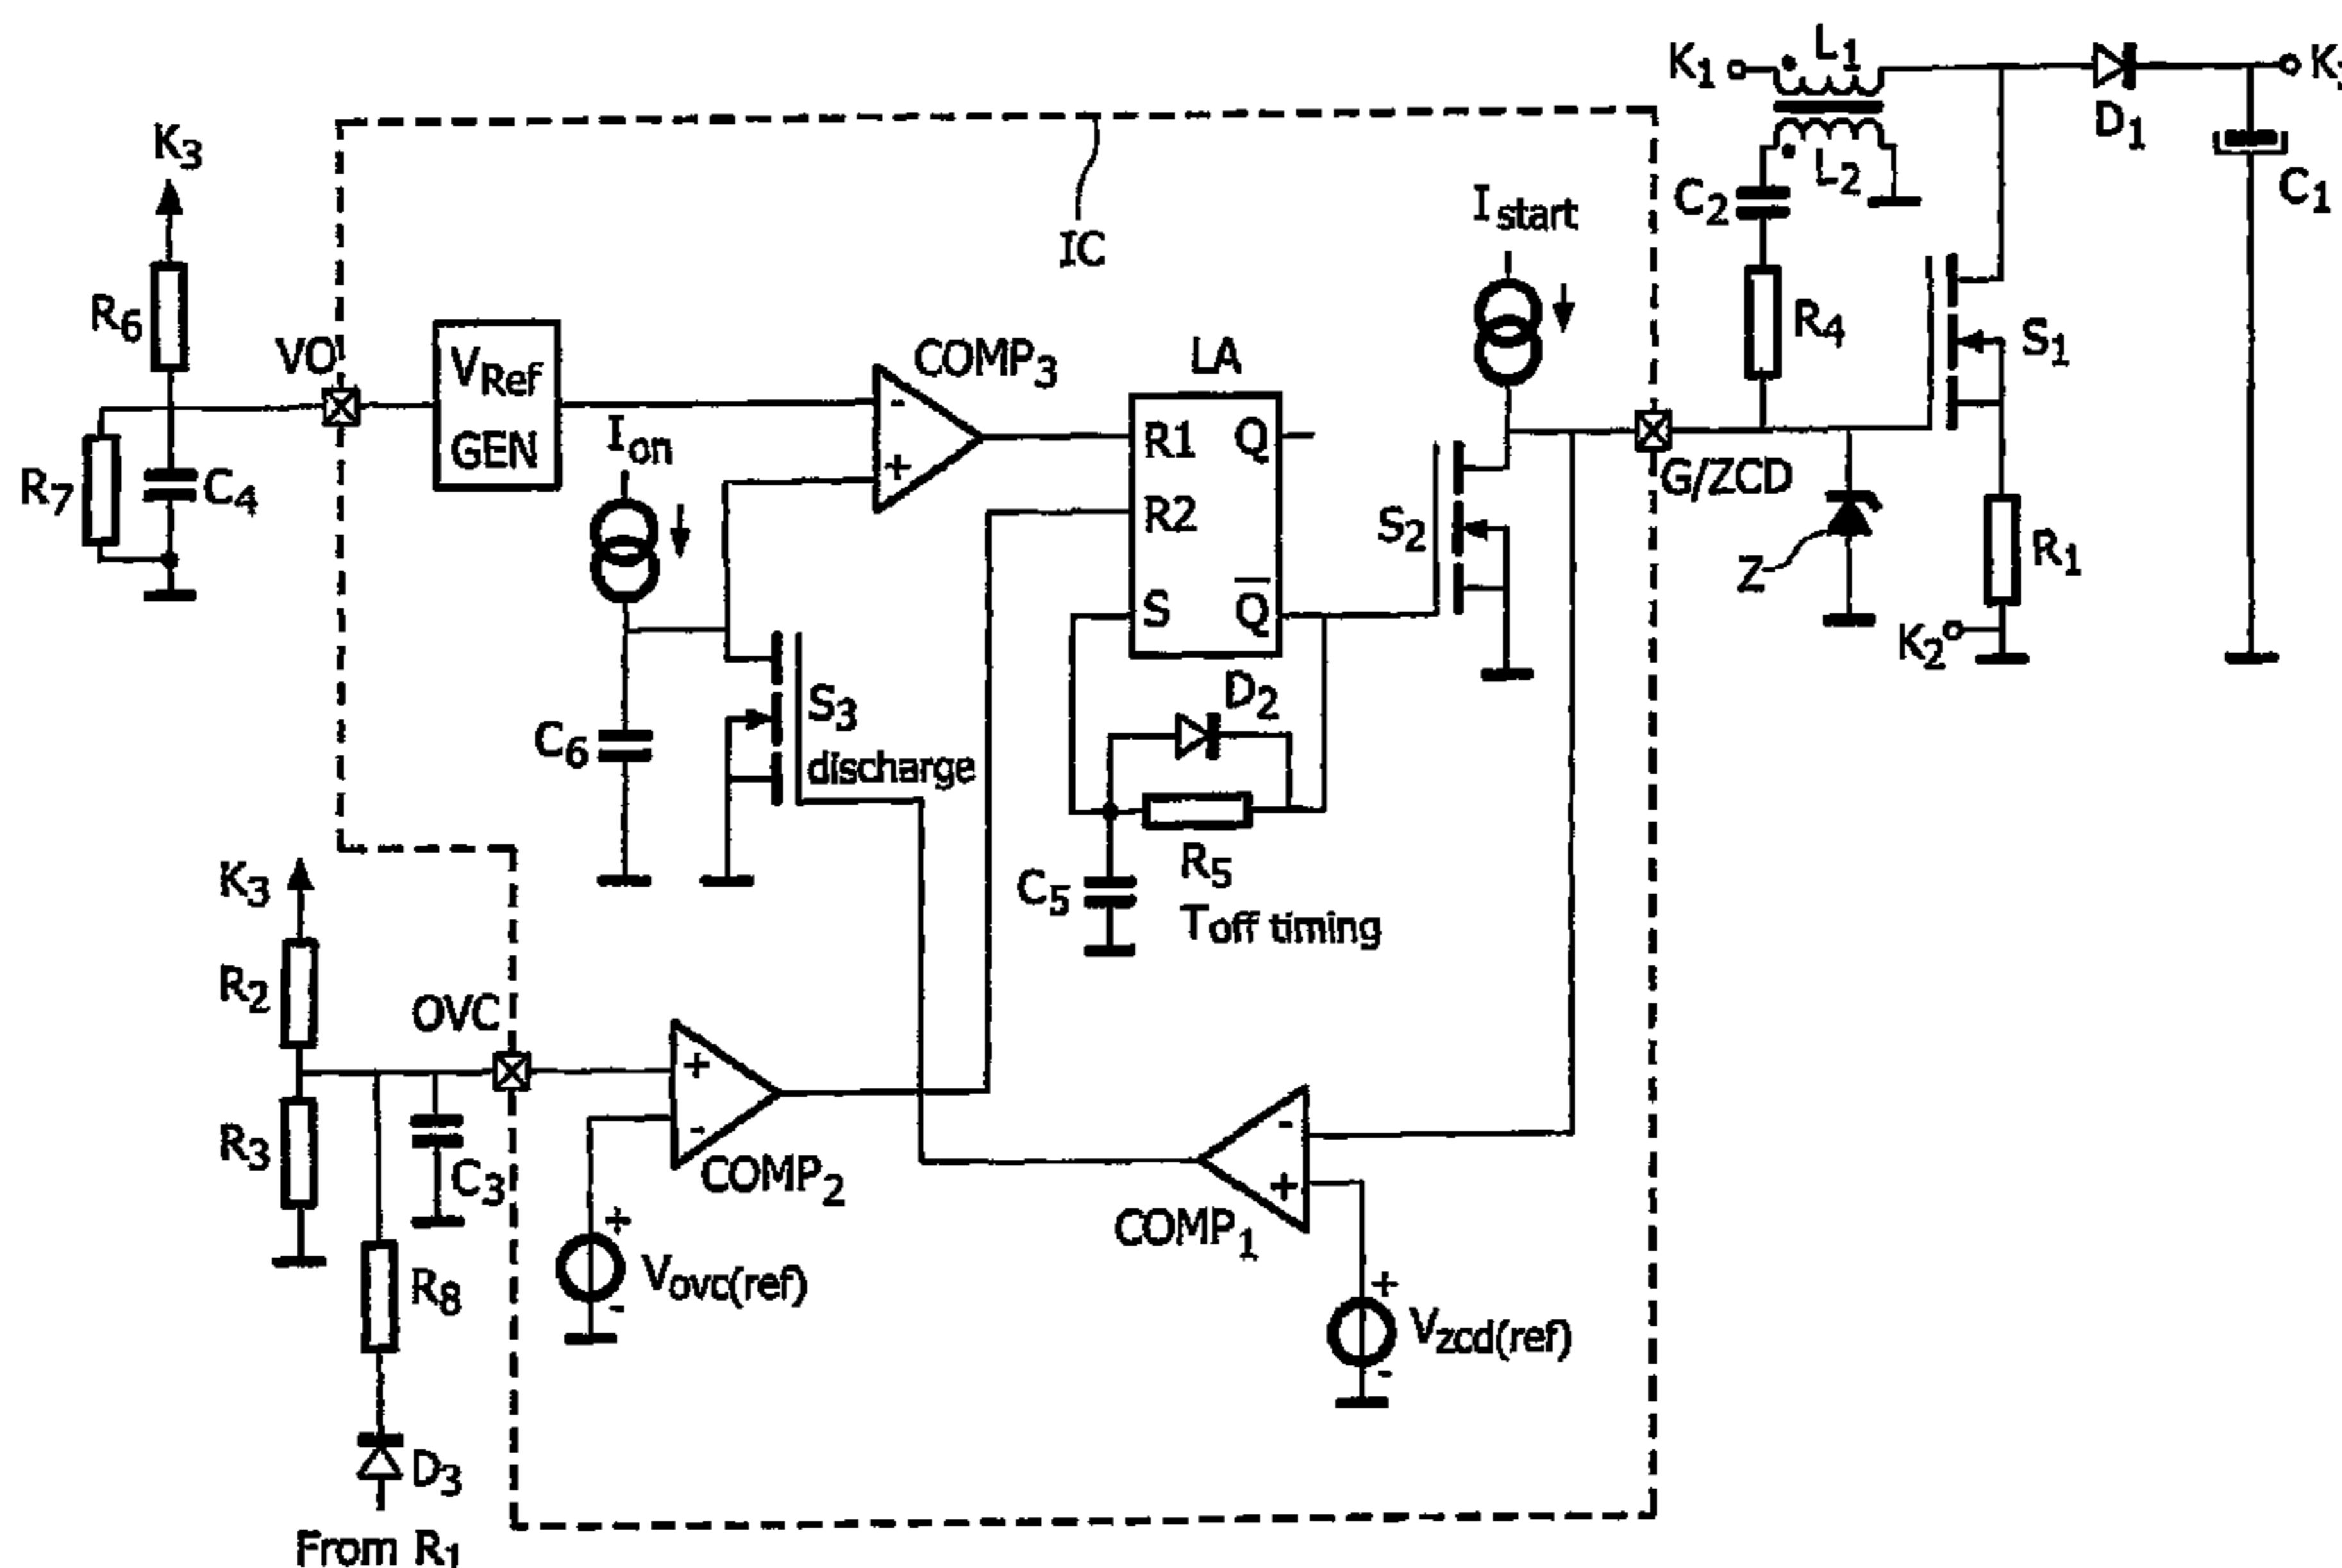 K1
L1
K3
D1
C1
L2
C2
R4
S1
R1
K2
Z
G/ZCD
K3
R6
VO
R7
C4
VRef
GEN
IC
Istart
Ion
COMP3
-
+
LA
R1
Q
R2
S
Q̅
S2
D2
S3
discharge
C6
R5
C5
Toff timing
K3
R2
OVC
R3
C3
+
-
COMP2
+
Vovc(ref)
-
-
+
COMP1
+
Vzcd(ref)
-
R8
D3
From R1